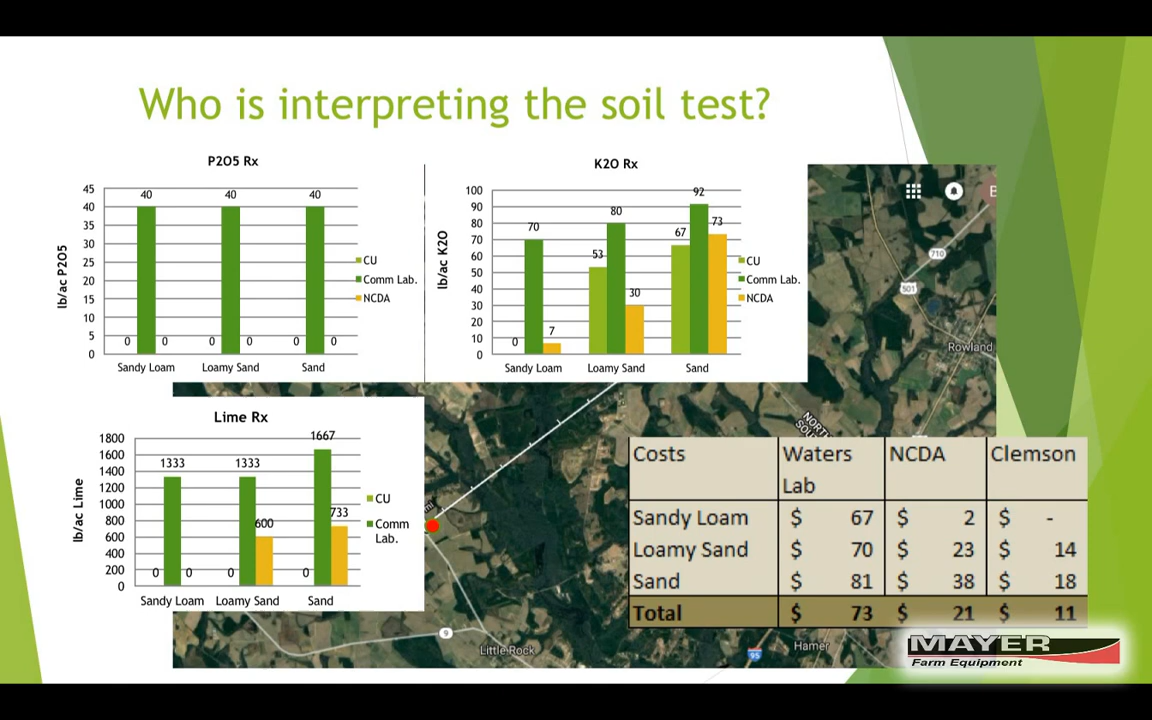 Who is interpreting the soil test?
P2O5 Rx
45
40
35
30
25
20
15
10
5
0
lb/ac P2O5
40
40
40
0
0
0
0
0
0
Sandy Loam
Loamy Sand
Sand
CU
Comm Lab.
NCDA
K2O Rx
100
90
80
70
60
50
40
30
20
10
0
lb/ac K2O
0
70
7
53
80
30
67
92
73
Sandy Loam
Loamy Sand
Sand
CU
Comm Lab.
NCDA
Lime Rx
1800
1600
1400
1200
1000
800
600
400
200
0
lb/ac Lime
0
1333
0
0
1333
600
0
1667
733
Sandy Loam
Loamy Sand
Sand
CU
Comm
Lab.
B
710
501
Rowland
9
Little Rock
95
Hamer
Costs Waters Lab NCDA Clemson
Sandy Loam $ 67 $ 2 $ -
Loamy Sand $ 70 $ 23 $ 14
Sand $ 81 $ 38 $ 18
Total $ 73 $ 21 $ 11
MAYER
Farm Equipment